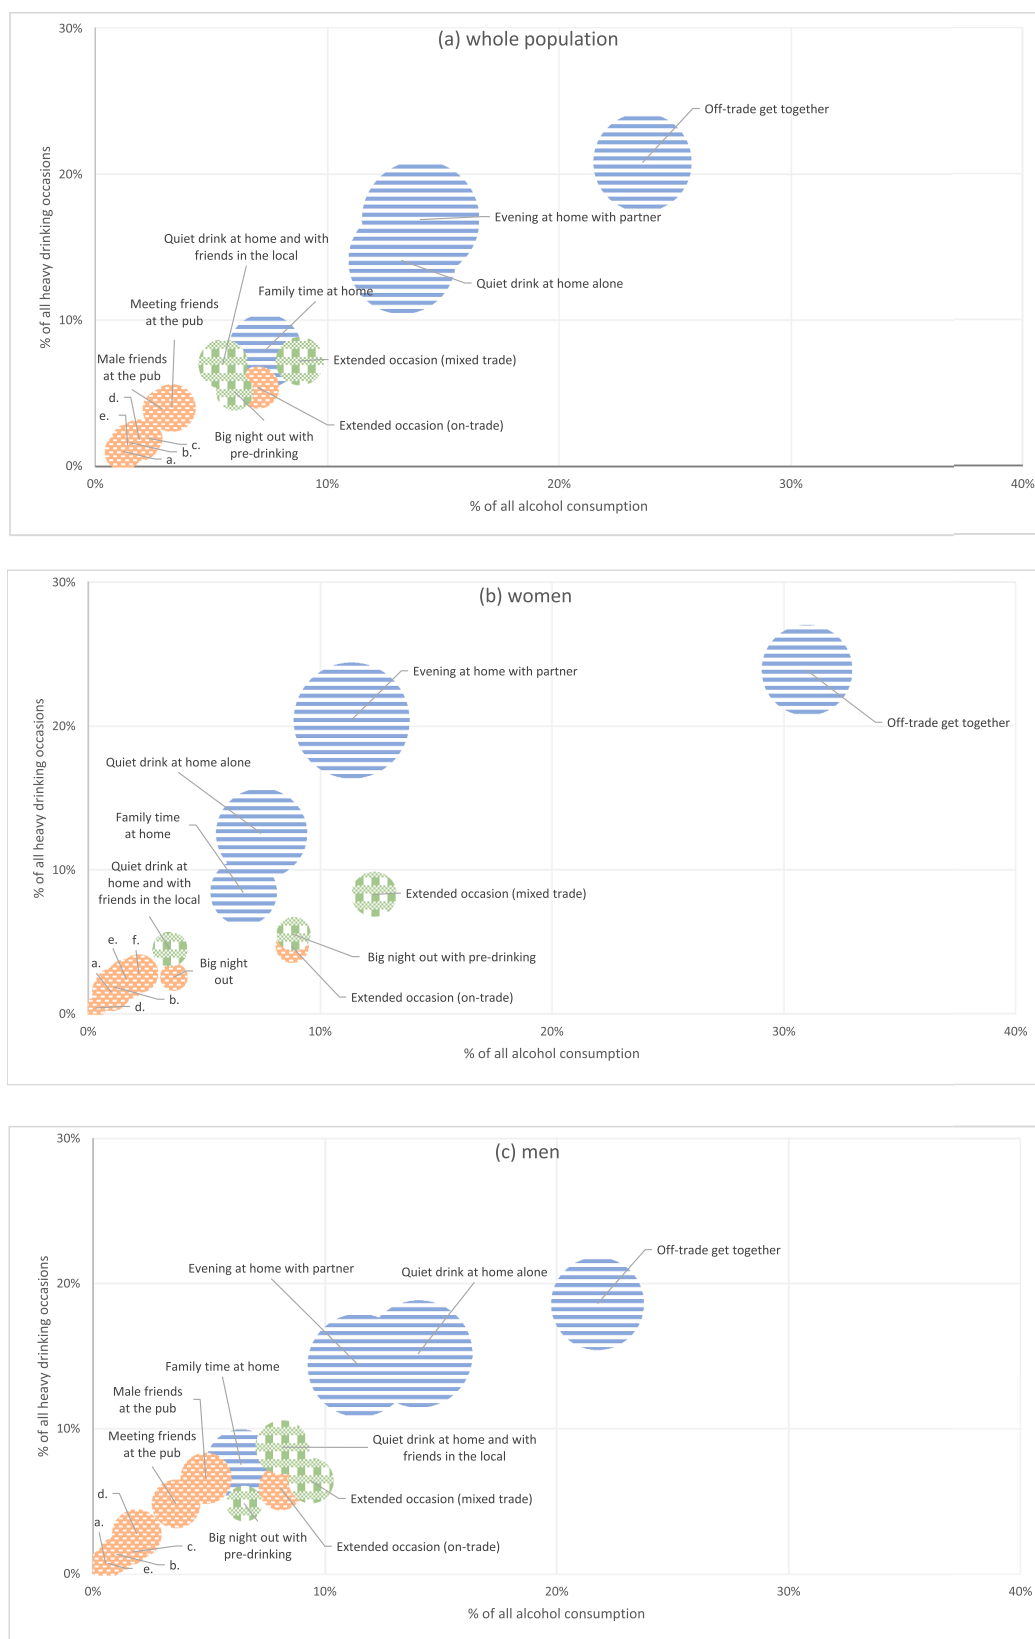 (a) whole population
30%
20%
10%
0%
% of all heavy drinking occasions
Off-trade get together
Evening at home with partner
Quiet drink at home and with
friends in the local
Quiet drink at home alone
Family time at home
Meeting friends
at the pub
Male friends
at the pub
Extended occasion (mixed trade)
d.
e.
Extended occasion (on-trade)
Big night out with
pre-drinking
c.
b.
a.
0%
10%
20%
30%
40%
% of all alcohol consumption
(b) women
30%
20%
10%
0%
% of all heavy drinking occasions
Evening at home with partner
Off-trade get together
Quiet drink at home alone
Family time
at home
Quiet drink at
home and with
friends in the local
Extended occasion (mixed trade)
e.
f.
a.
Big night
out
Big night out with pre-drinking
Extended occasion (on-trade)
b.
d.
0%
10%
20%
30%
40%
% of all alcohol consumption
(c) men
30%
20%
10%
0%
% of all heavy drinking occasions
Off-trade get together
Evening at home with partner
Quiet drink at home alone
Family time at home
Male friends
at the pub
Meeting friends
at the pub
Quiet drink at home and with
friends in the local
Extended occasion (mixed trade)
d.
a.
Big night out with
pre-drinking
Extended occasion (on-trade)
c.
b.
e.
0%
10%
20%
30%
40%
% of all alcohol consumption